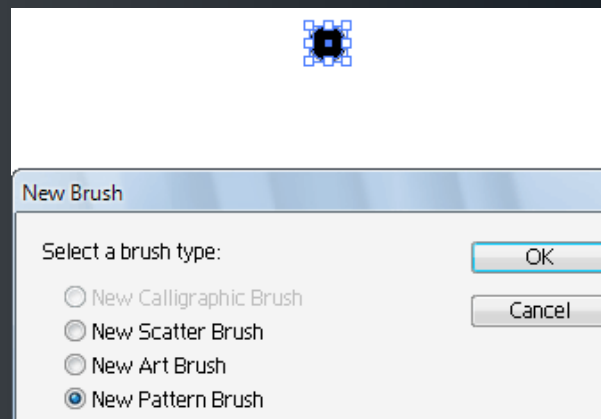 New Brush
Select a brush type:
OK
New Calligraphic Brush
Cancel
New Scatter Brush
New Art Brush
New Pattern Brush